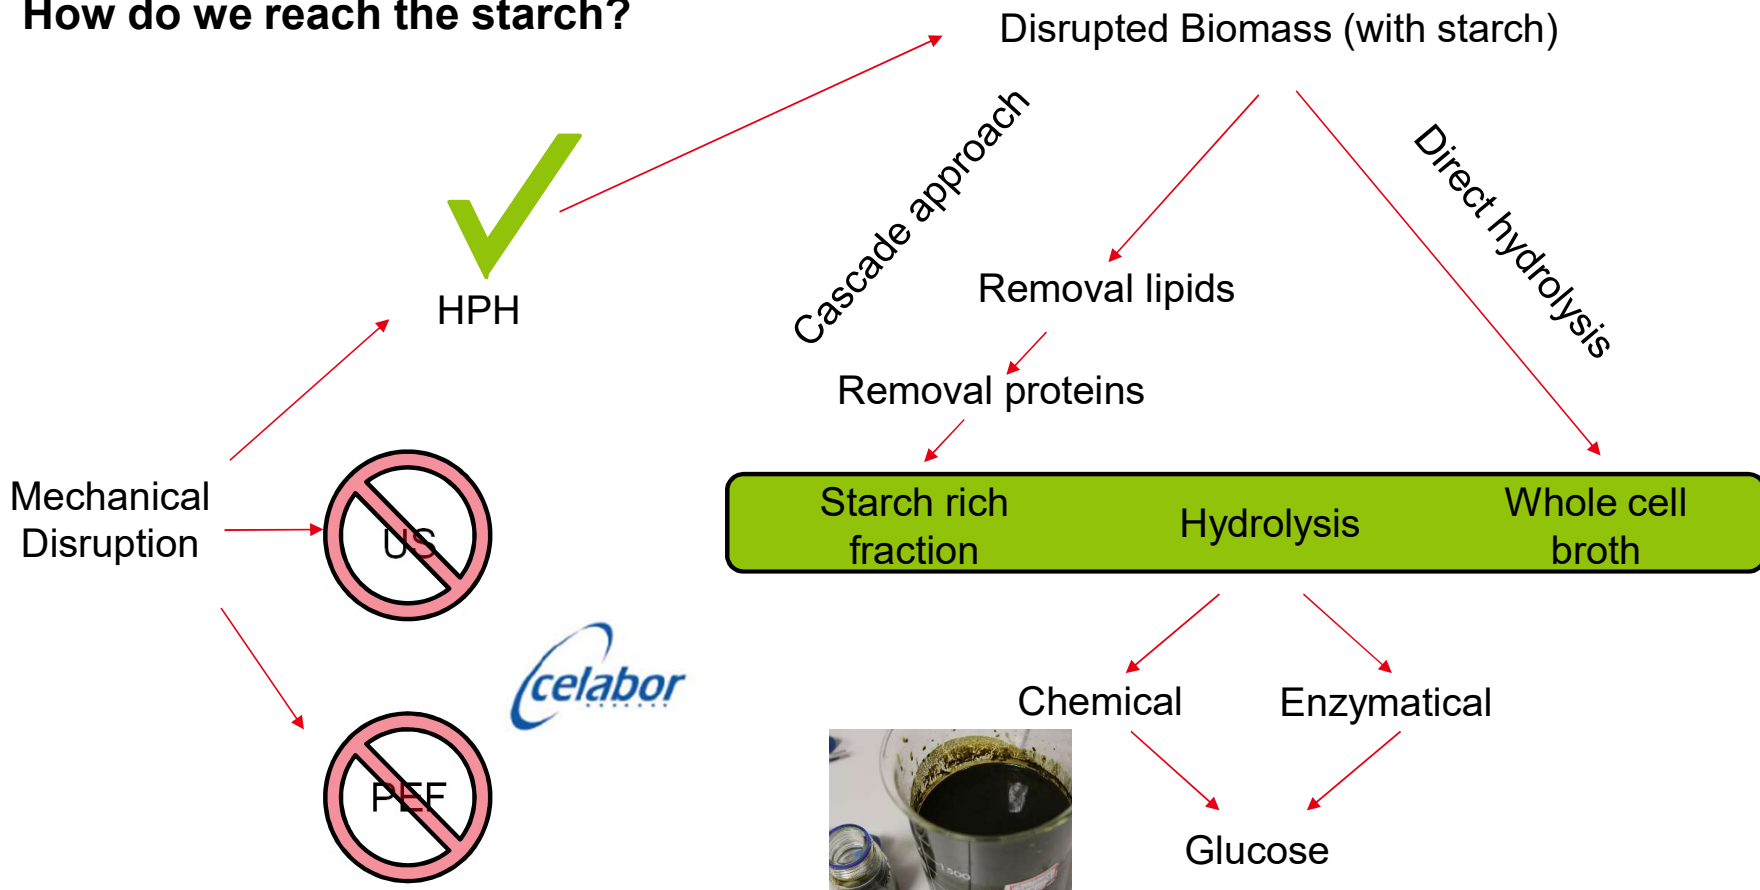 How do we reach the starch?
Disrupted Biomass (with starch)
Cascade approach
Direct hydrolysis
HPH
Removal lipids
Removal proteins
Mechanical
Disruption
US
PEF
celabor
Starch rich
fraction
Hydrolysis
Whole cell
broth
Chemical
Enzymatical
Glucose
1500